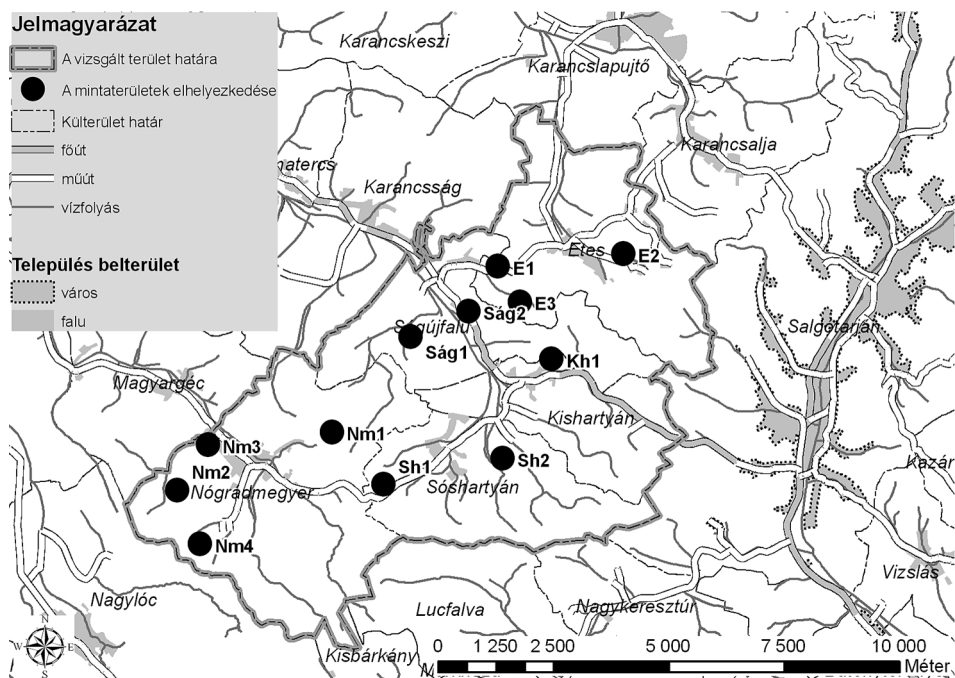 Jelmagyarázat
A vizsgált terület határa
A mintaterületek elhelyezkedése
Külterület határ
főút
műút
vízfolyás
Település belterület
város
falu
Karancskeszi
Karancslapujtő
Karancsalja
matercs
Karancsság
Etes
E1
E2
E3
Ság2
Ságújfalu
Ság1
Salgótarján
Kh1
Magyargéc
Kishartyán
Nm1
Nm3
Nm2
Nógrádmegyer
Sh1
Sh2
Sóshartyán
Kazár
Nm4
Vizslás
Nagylóc
Lucfalva
Nagykeresztúr
Kisbárkány
N
W
E
S
0 1 250 2 500 5 000 7 500 10 000
Méter